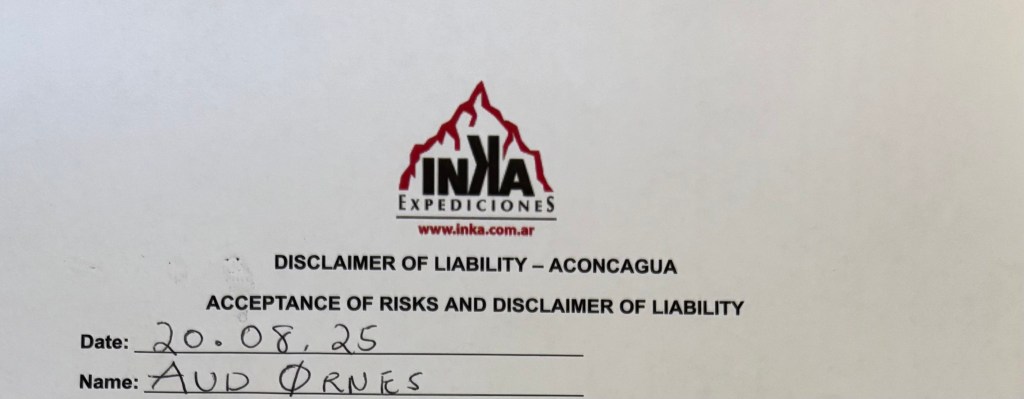 INKA
EXPEDICIONES
www.inka.com.ar
DISCLAIMER OF LIABILITY – ACONCAGUA
ACCEPTANCE OF RISKS AND DISCLAIMER OF LIABILITY
Date: 20.08.25
Name: AUD ØRNES